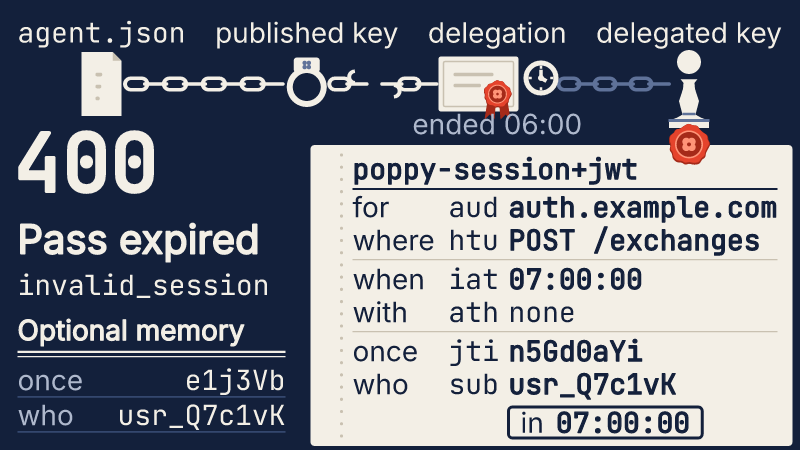 agent.json published key delegation delegated key
ended 06:00
400
Pass expired
invalid_session
Optional memory
once e1j3Vb
who usr_Q7c1vK
poppy-session+jwt
for aud auth.example.com
where htu POST /exchanges
when iat 07:00:00
with ath none
once jti n5Gd0aYi
who sub usr_Q7c1vK
in 07:00:00